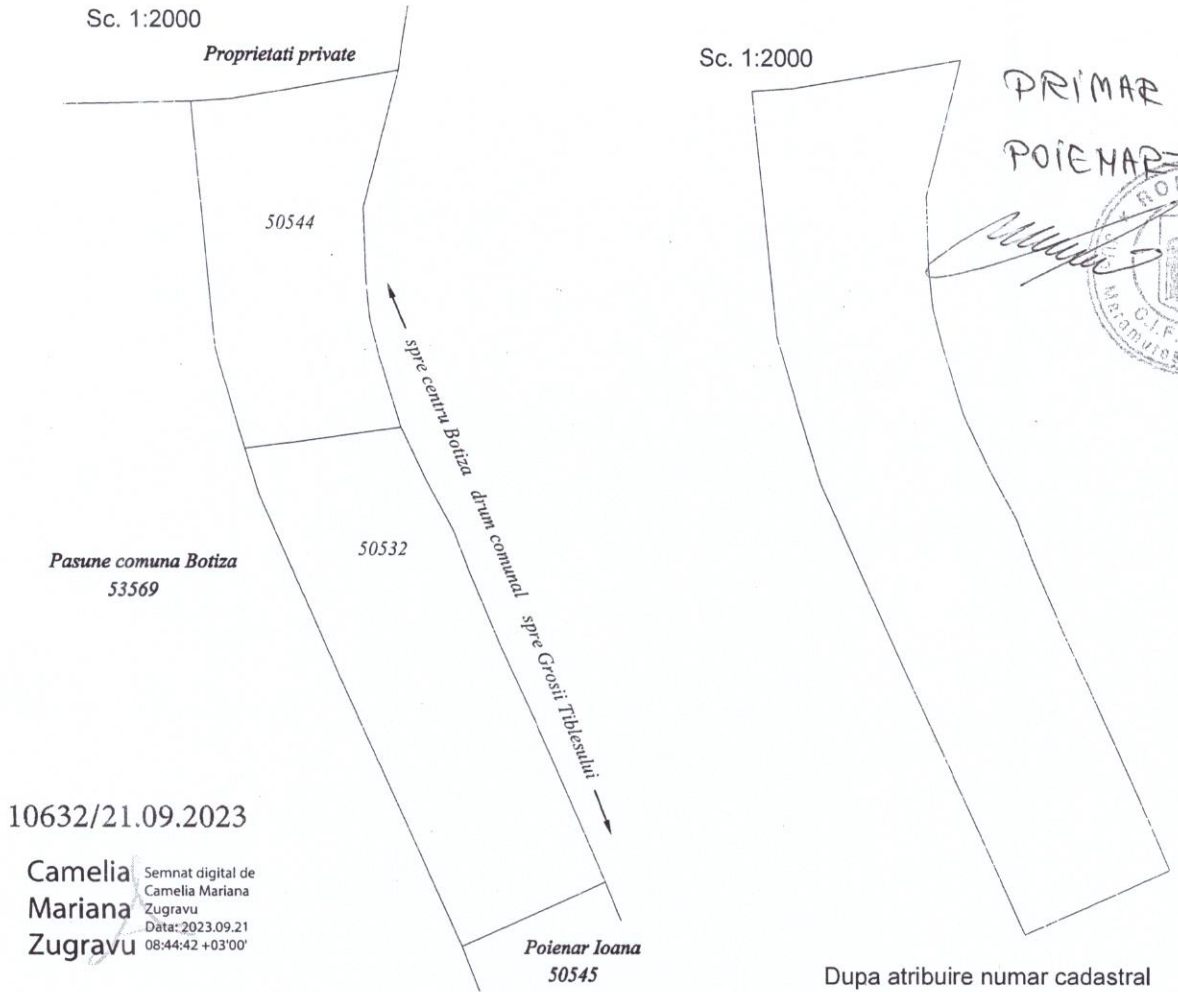 Sc. 1:2000
Proprietati private
50544
spre centru Botiza drum comunal spre Grosii Tiblesului
50532
Pasune comuna Botiza
53569
10632/21.09.2023
Camelia
Mariana
Zugravu
Semnat digital de
Camelia Mariana
Zugravu
Data: 2023.09.21
08:44:42 +03'00'
Poienar Ioana
50545
Sc. 1:2000
PRIMAR
POIENAR
Maramures
C.I.F.
Dupa atribuire numar cadastral